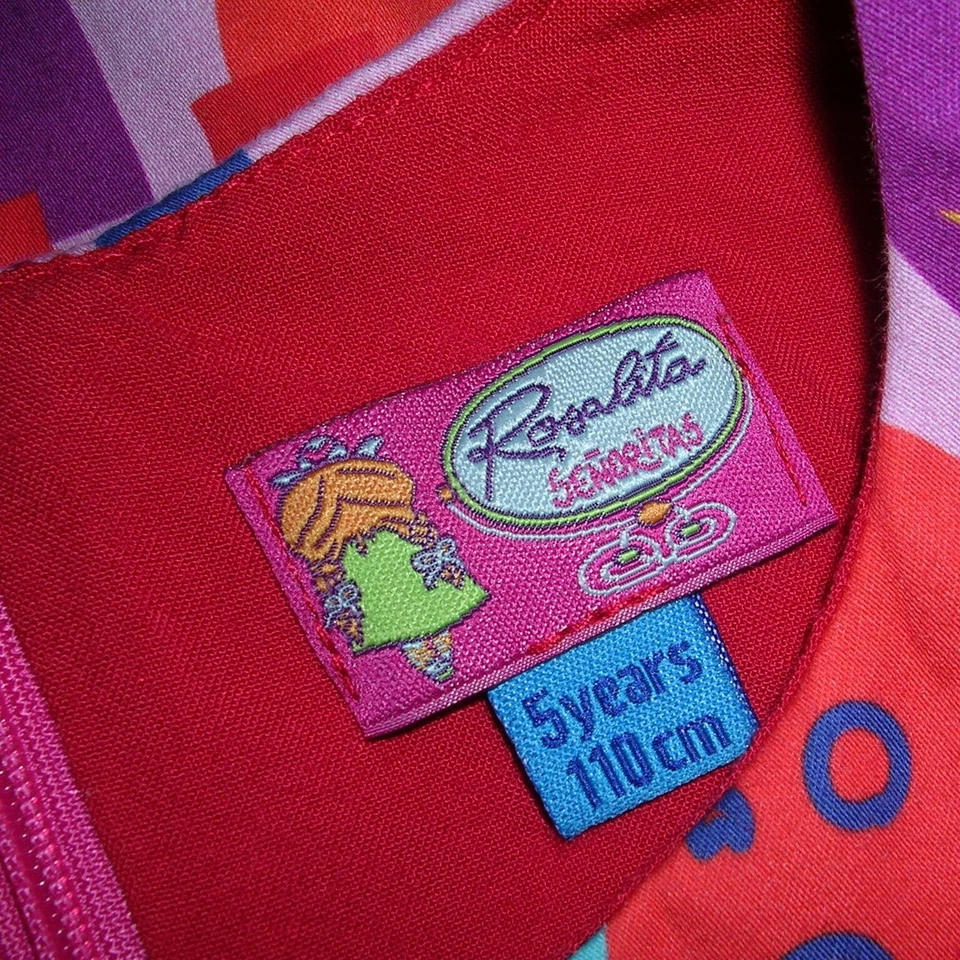 Rosalita
SEÑORITAS
5years
110cm